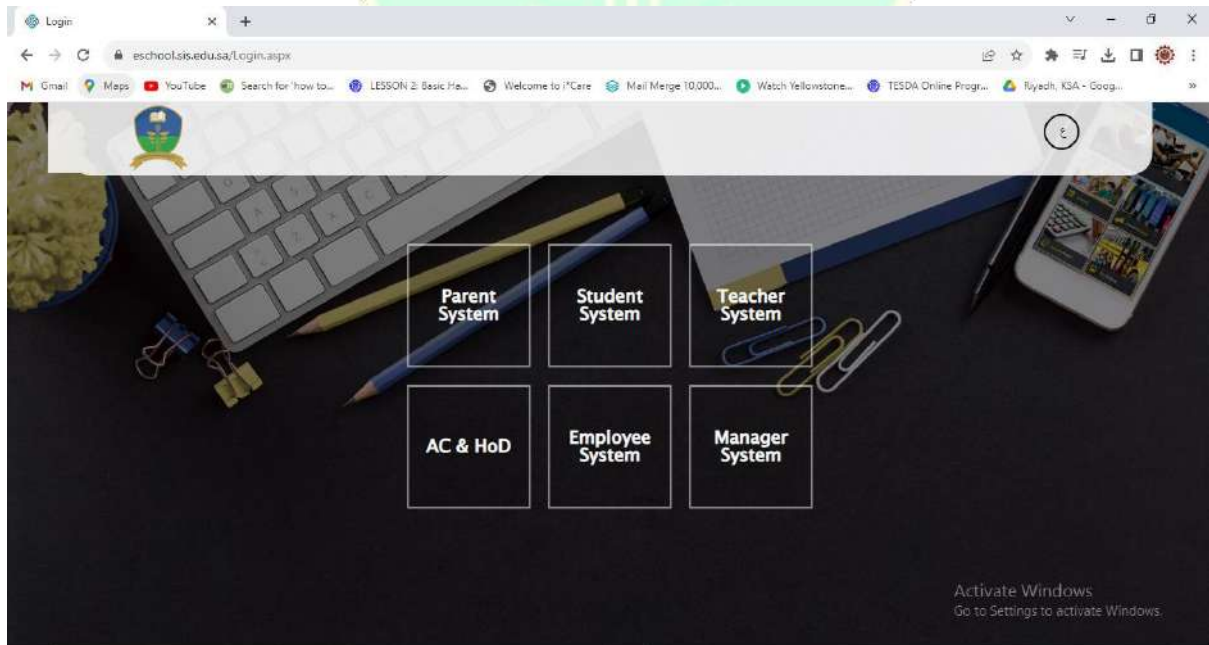 Login
eschool.sis.edu.sa/Login.aspx
Gmail Maps YouTube Search for 'how to... LESSON 2: Basic Ha... Welcome to i*Care Mail Merge 10,000... Watch Yellowstone... TESDA Online Progr... Riyadh, KSA - Goog... »
ع
Parent
System
Student
System
Teacher
System
AC & HoD
Employee
System
Manager
System
Activate Windows
Go to Settings to activate Windows.